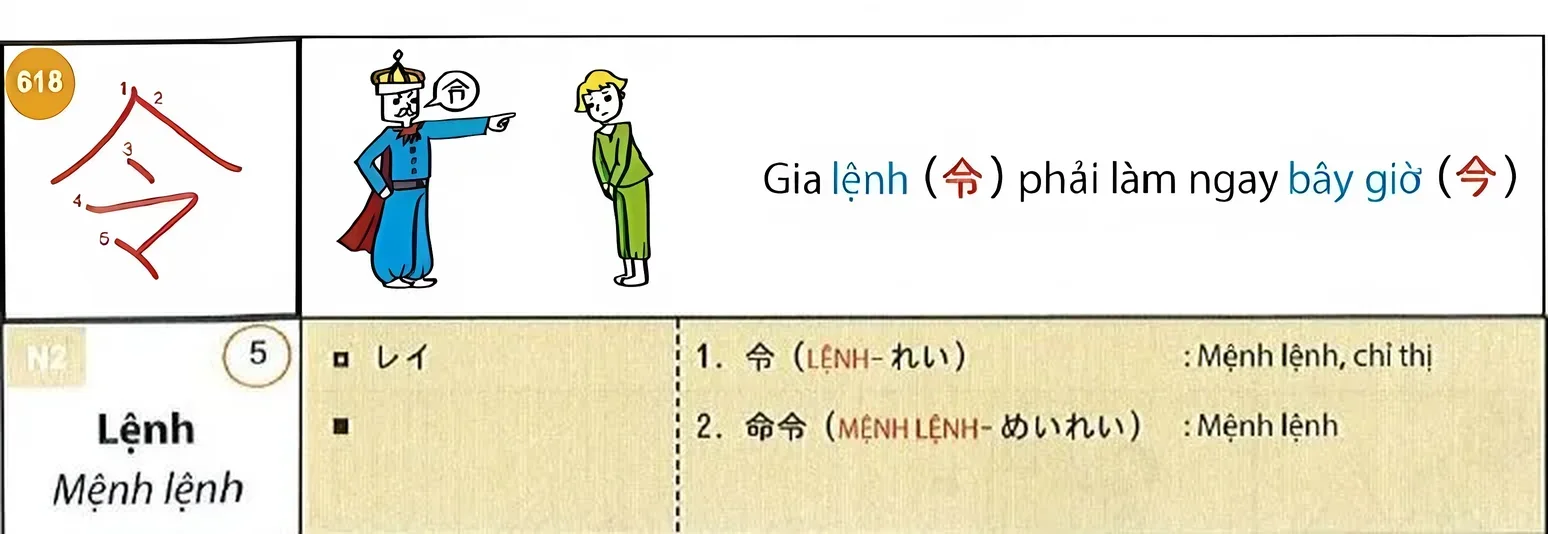 618
1
2
3
4
5
令
令
Gia lệnh (令) phải làm ngay bây giờ (今)
N2
5
Lệnh
Mệnh lệnh
レイ
1. 令 (LỆNH- れい) : Mệnh lệnh, chỉ thị
2. 命令 (MỆNH LỆNH- めいれい) : Mệnh lệnh